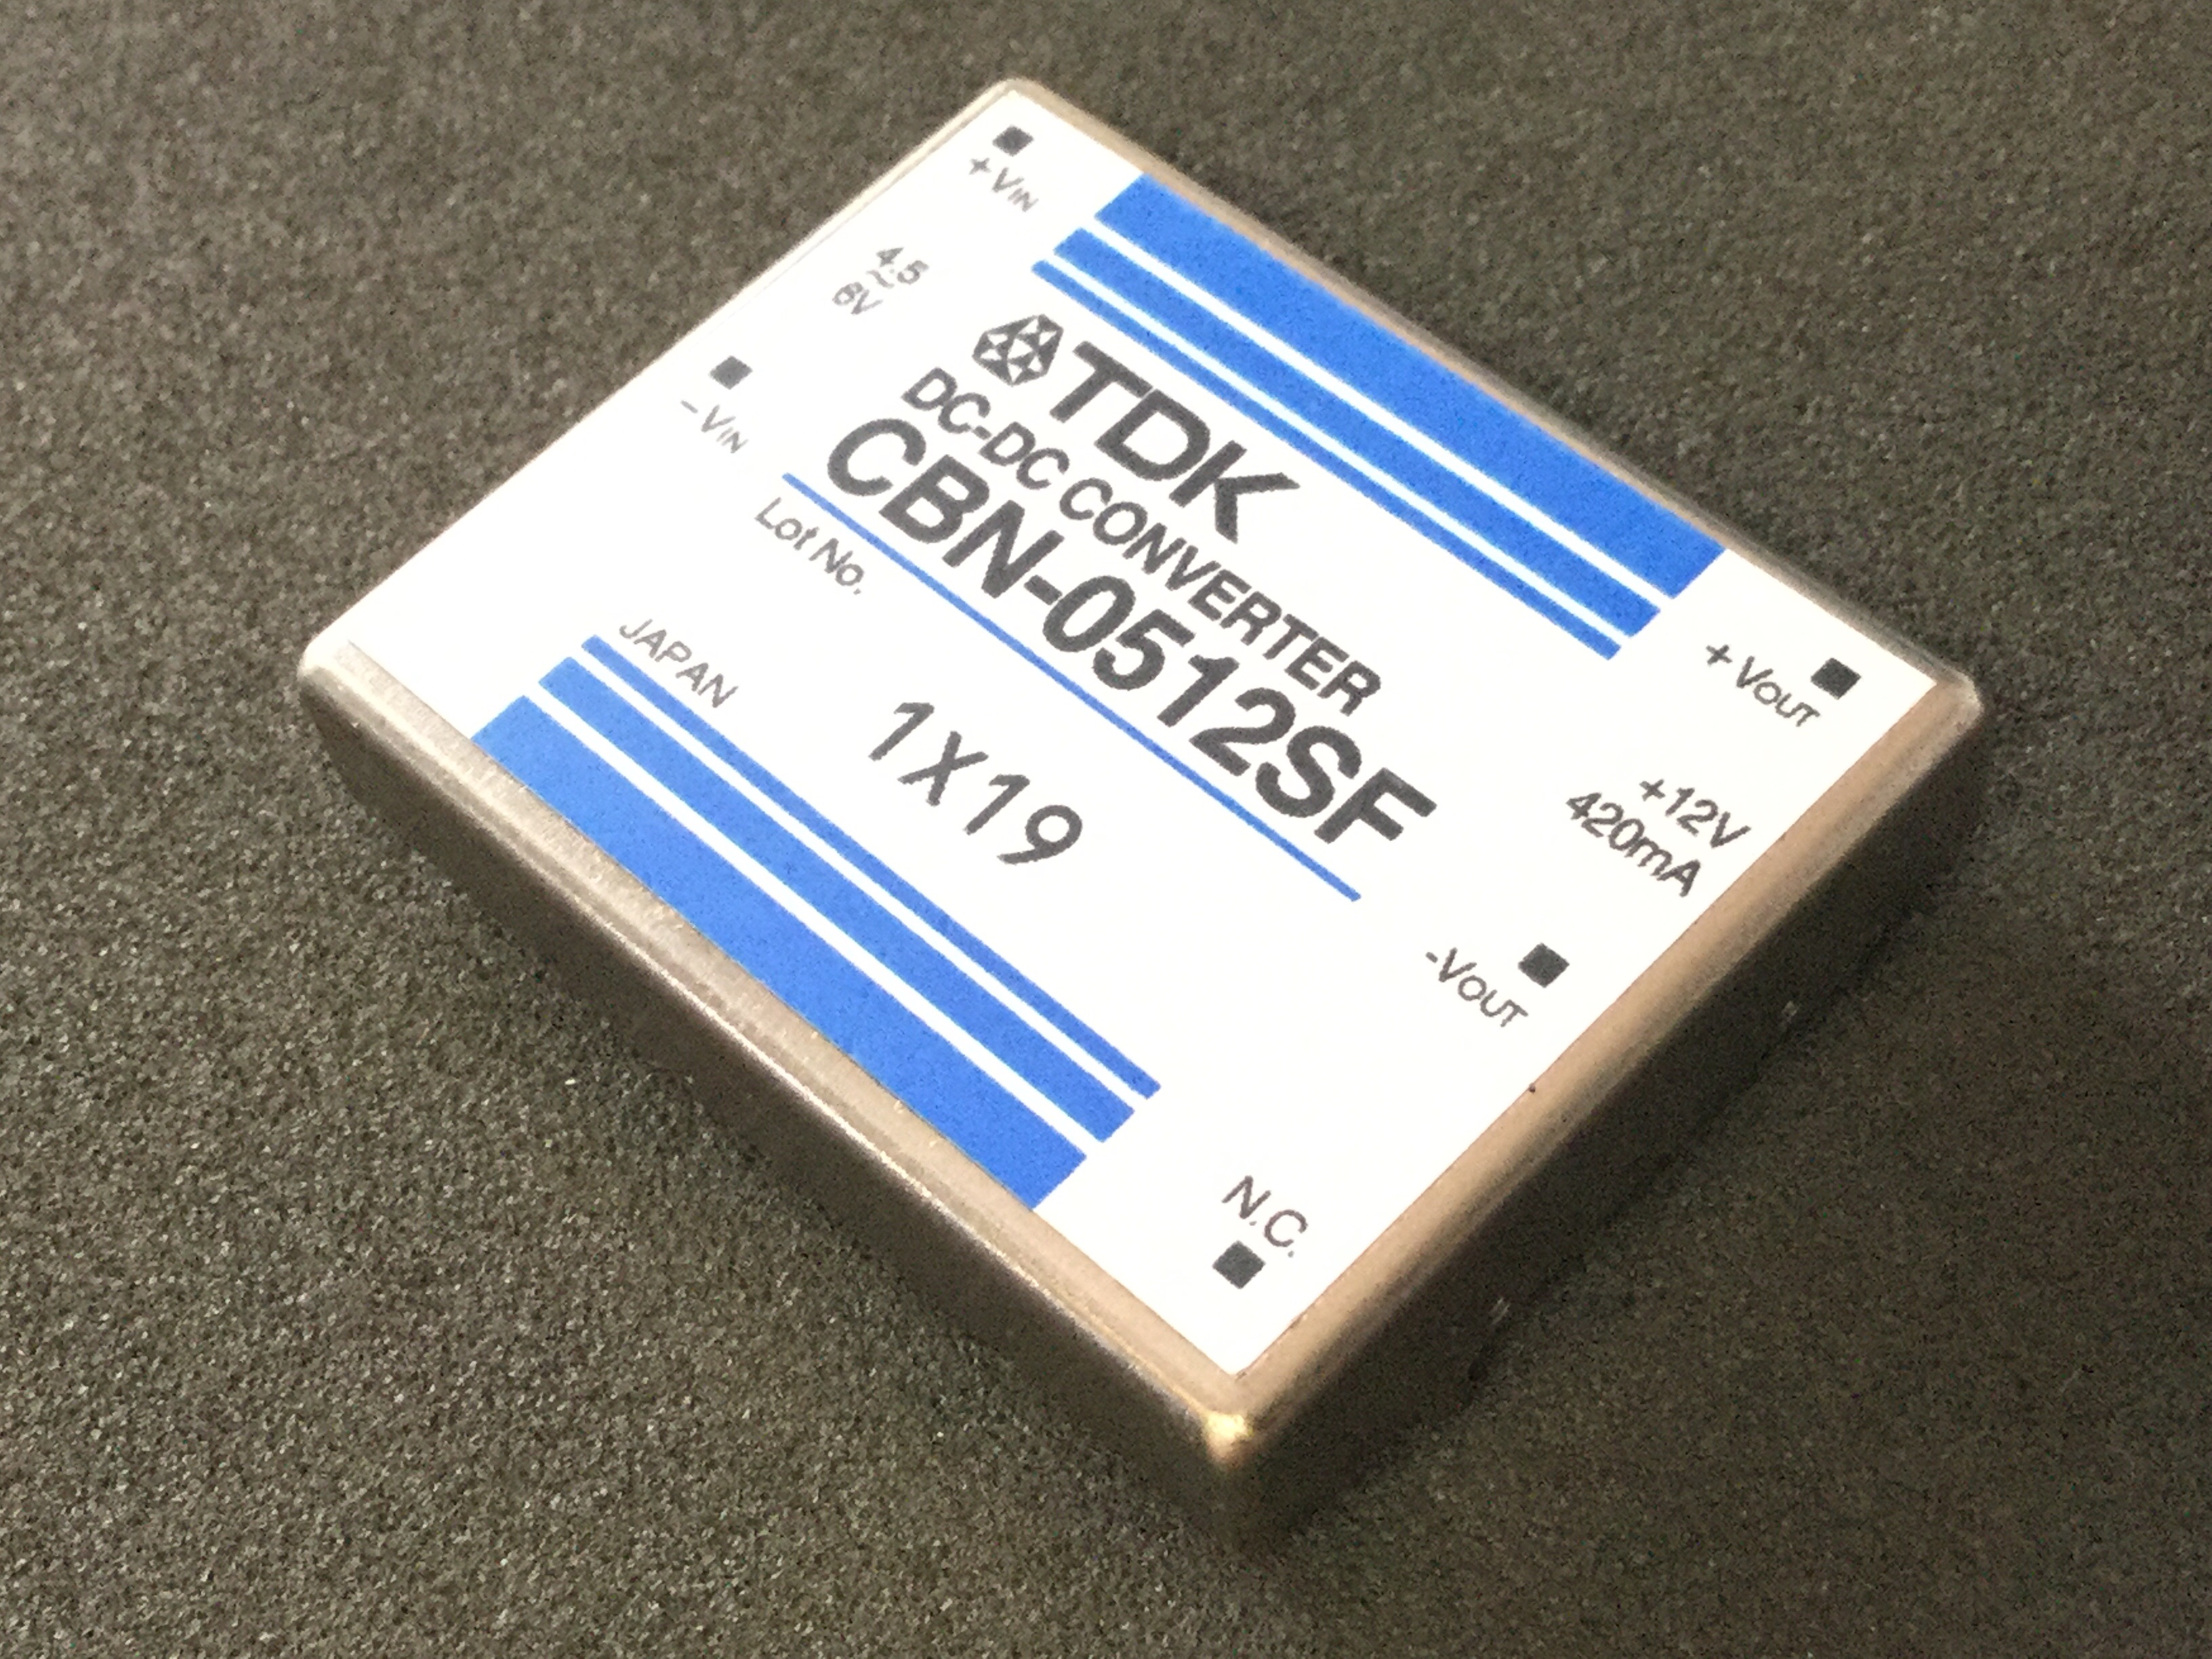 +VIN
4.5
~
6V
−VIN
TDK
DC-DC CONVERTER
CBN-0512SF
Lot No.
1X19
JAPAN
+VOUT
+12V
420mA
-VOUT
N.C.